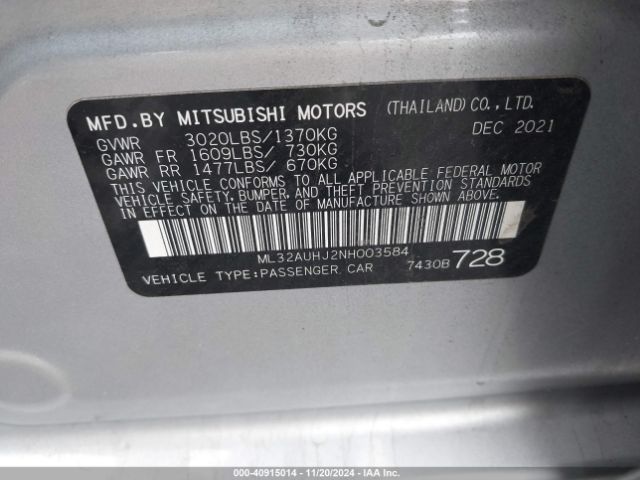 MFD.BY MITSUBISHI MOTORS (THAILAND) CO.,LTD.
GVWR 3020LBS/1370KG DEC 2021
GAWR FR 1609LBS/ 730KG
GAWR RR 1477LBS/ 670KG
THIS VEHICLE CONFORMS TO ALL APPLICABLE FEDERAL MOTOR
VEHICLE SAFETY, BUMPER, AND THEFT PREVENTION STANDARDS
IN EFFECT ON THE DATE OF MANUFACTURE SHOWN ABOVE.
ML32AUHJ2NH003584
VEHICLE TYPE:PASSENGER CAR 7430B 728
000-40915014 - 11/20/2024 - IAA Inc.